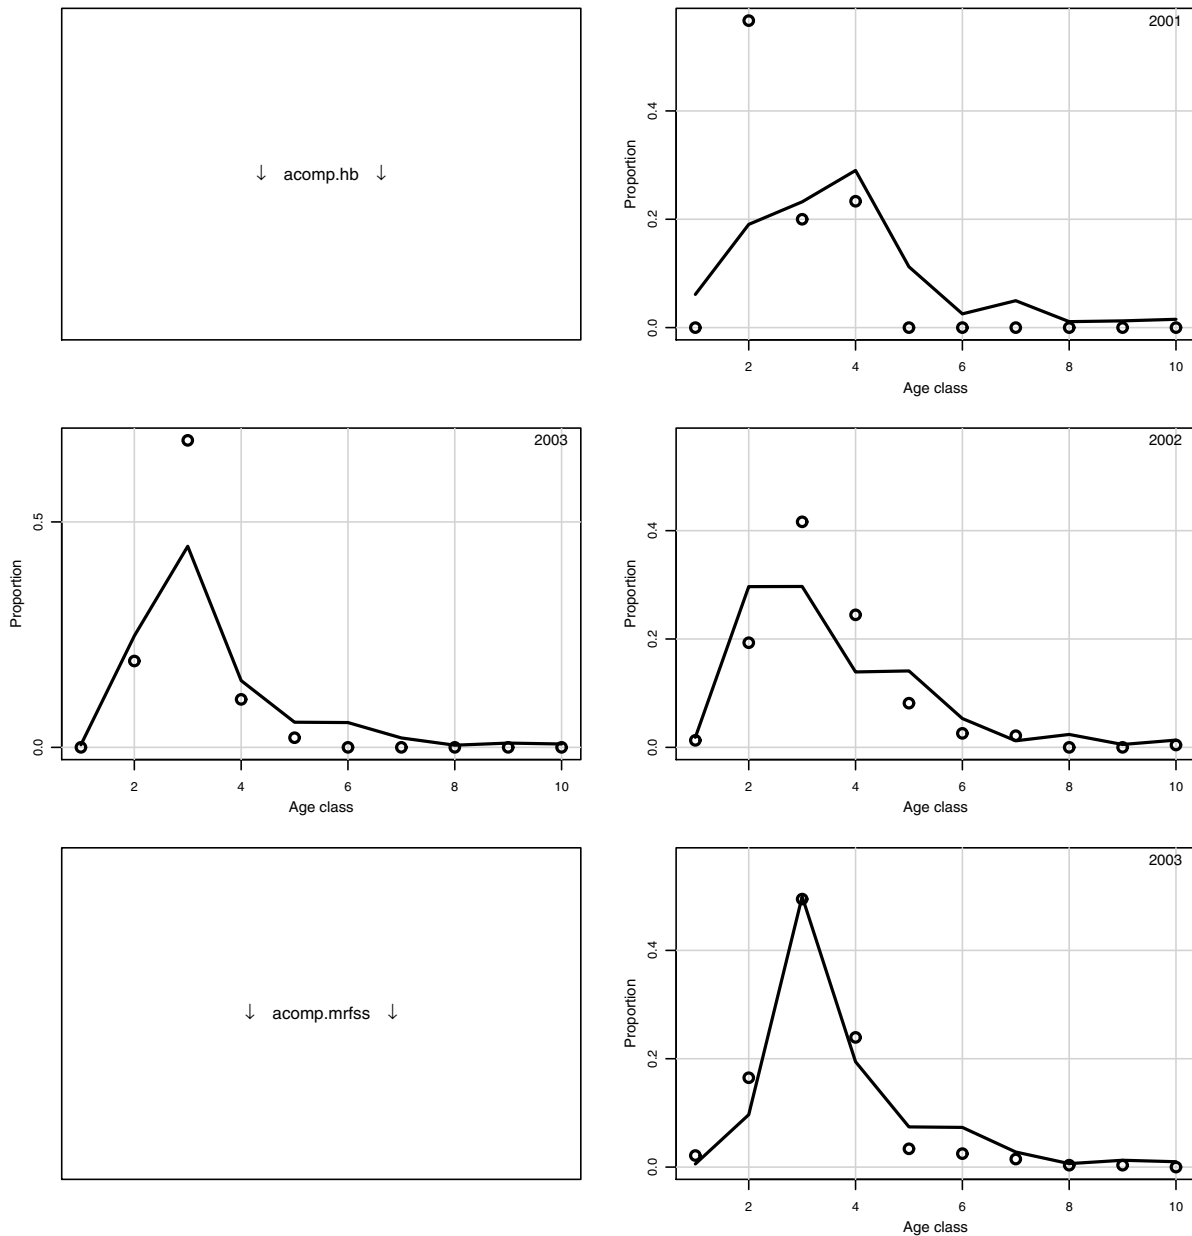 ↓ acomp.hb ↓
2001
Proportion
0.4
0.2
0.0
2 4 6 8 10
Age class
2003
Proportion
0.5
0.0
2 4 6 8 10
Age class
2002
Proportion
0.4
0.2
0.0
2 4 6 8 10
Age class
↓ acomp.mrfss ↓
2003
Proportion
0.4
0.2
0.0
2 4 6 8 10
Age class